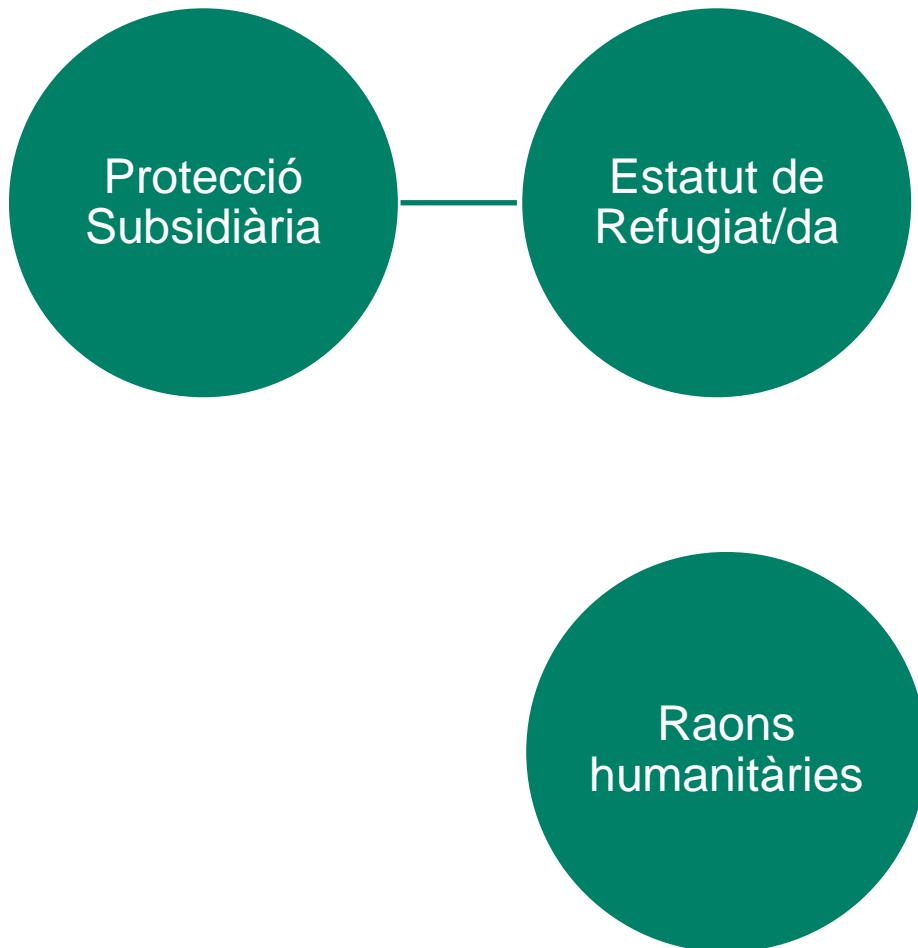 Protecció
Subsidiària
Estatut de
Refugiat/da
Raons
humanitàries